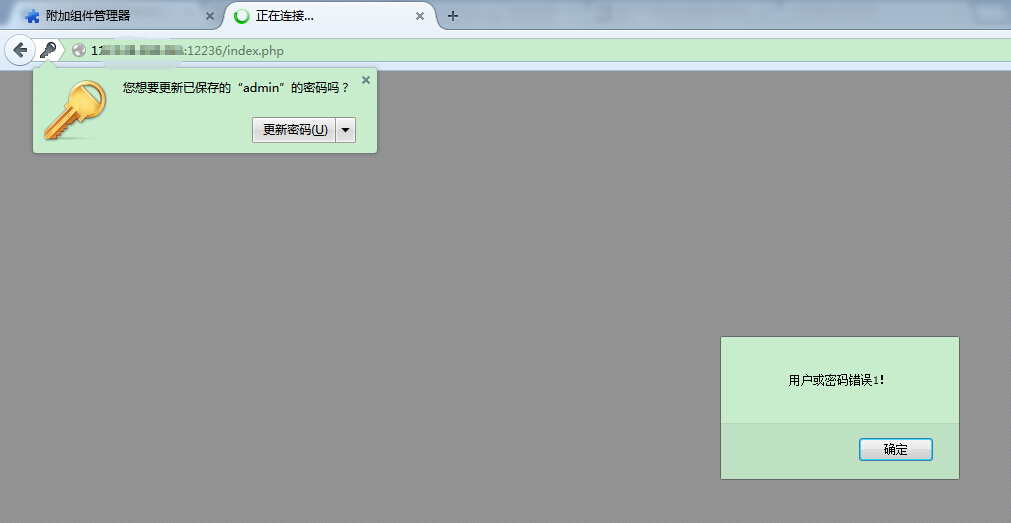 附加组件管理器
正在连接...
:12236/index.php
您想要更新已保存的“admin”的密码吗？
更新密码(U)
用户或密码错误1!
确定